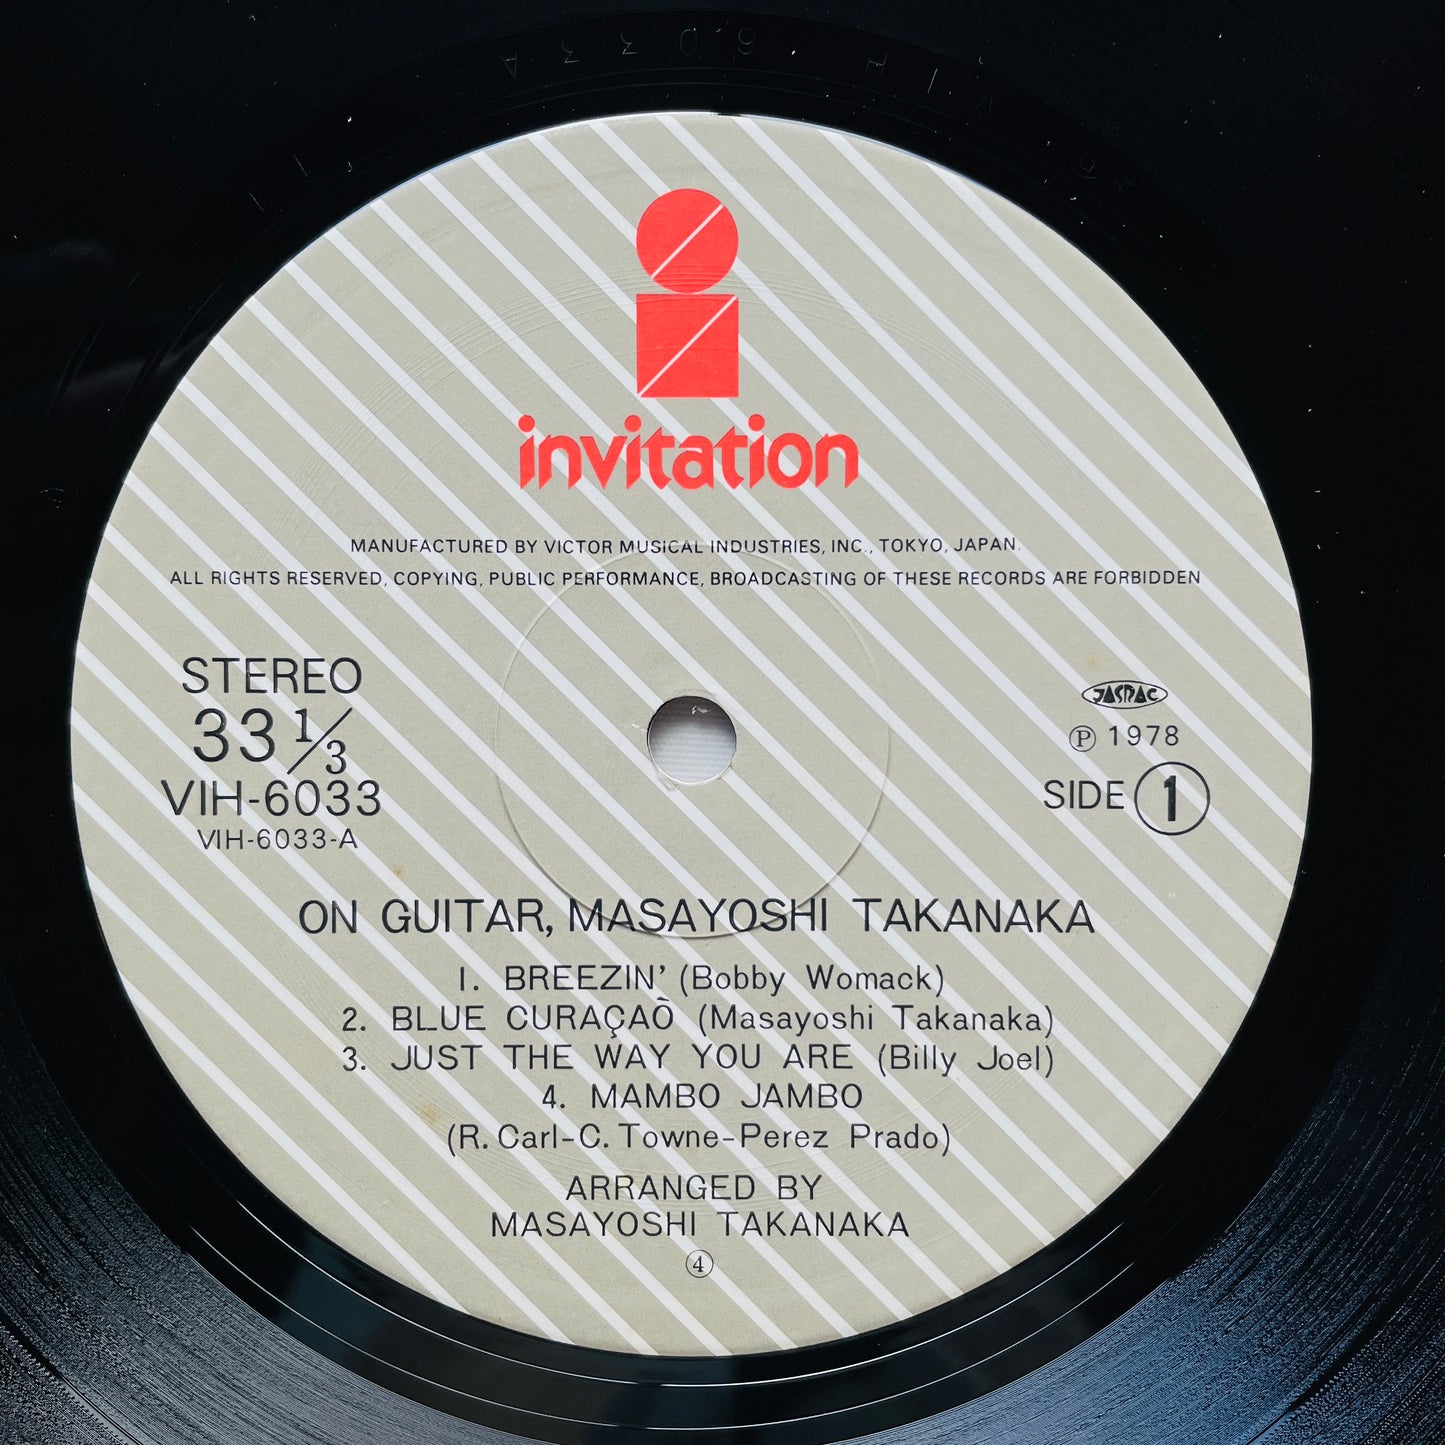 VIH-6033A
invitation
MANUFACTURED BY VICTOR MUSICAL INDUSTRIES, INC., TOKYO, JAPAN.
ALL RIGHTS RESERVED, COPYING, PUBLIC PERFORMANCE, BROADCASTING OF THESE RECORDS ARE FORBIDDEN
STEREO
33 1/3
VIH-6033
VIH-6033-A
JASRAC
Ⓟ 1978
SIDE ①
ON GUITAR, MASAYOSHI TAKANAKA
1. BREEZIN' (Bobby Womack)
2. BLUE CURAÇAÒ (Masayoshi Takanaka)
3. JUST THE WAY YOU ARE (Billy Joel)
4. MAMBO JAMBO
(R. Carl-C. Towne-Perez Prado)
ARRANGED BY
MASAYOSHI TAKANAKA
④